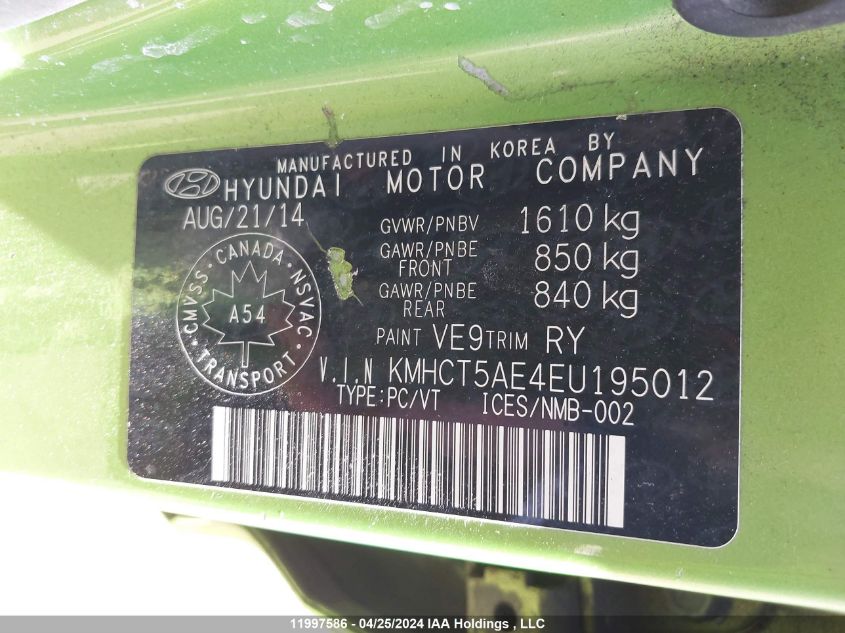 MANUFACTURED IN KOREA BY
HYUNDAI MOTOR COMPANY
AUG/21/14
GVWR/PNBV 1610 kg
GAWR/PNBE FRONT 850 kg
GAWR/PNBE REAR 840 kg
CMVSS · CANADA · NSVAC · TRANSPORT ·
A54
PAINT VE9 TRIM RY
V.I.N KMHCT5AE4EU195012
TYPE:PC/VT ICES/NMB-002
11997586 - 04/25/2024 IAA Holdings , LLC